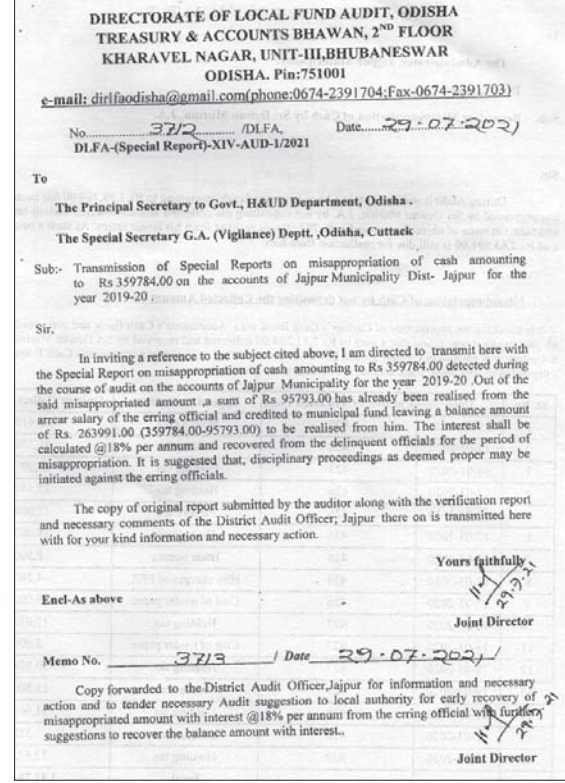 DIRECTORATE OF LOCAL FUND AUDIT, ODISHA
TREASURY & ACCOUNTS BHAWAN, 2ND FLOOR
KHARAVEL NAGAR, UNIT-III,BHUBANESWAR
ODISHA. Pin:751001
e-mail: dirlfaodisha@gmail.com(phone:0674-2391704;Fax-0674-2391703)
No..........3712............ /DLFA, Date......29.07.2021
DLFA-(Special Report)-XIV-AUD-1/2021
To
The Principal Secretary to Govt., H&UD Department, Odisha .
The Special Secretary G.A. (Vigilance) Deptt. ,Odisha, Cuttack
Sub:- Transmission of Special Reports on misappropriation of cash amounting
to Rs 359784.00 on the accounts of Jajpur Municipality Dist- Jajpur for the
year 2019-20 .
Sir,
In inviting a reference to the subject cited above, I am directed to transmit here with
the Special Report on misappropriation of cash amounting to Rs 359784.00 detected during
the course of audit on the accounts of Jajpur Municipality for the year 2019-20 .Out of the
said misappropriated amount ,a sum of Rs 95793.00 has already been realised from the
arrear salary of the erring official and credited to municipal fund leaving a balance amount
of Rs. 263991.00 (359784.00-95793.00) to be realised from him. The interest shall be
calculated @18% per annum and recovered from the delinquent officials for the period of
misappropriation. It is suggested that, disciplinary proceedings as deemed proper may be
initiated against the erring officials.
The copy of original report submitted by the auditor along with the verification report
and necessary comments of the District Audit Officer; Jajpur there on is transmitted here
with for your kind information and necessary action.
Yours faithfully
29.7.21
Encl-As above
Joint Director
Memo No. 3713 / Date 29.07.2021/
Copy forwarded to the District Audit Officer,Jajpur for information and necessary
action and to tender necessary Audit suggestion to local authority for early recovery of
misappropriated amount with interest @18% per annum from the erring official with further
suggestions to recover the balance amount with interest..
29.7.21
Joint Director